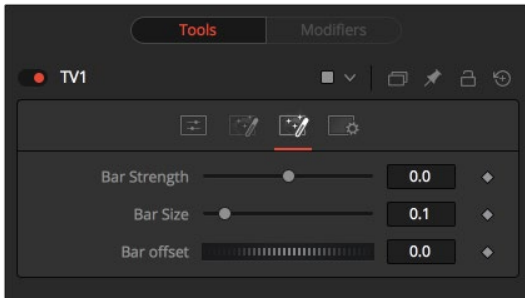 Tools Modifiers
TV1
Bar Strength 0.0
Bar Size 0.1
Bar offset 0.0